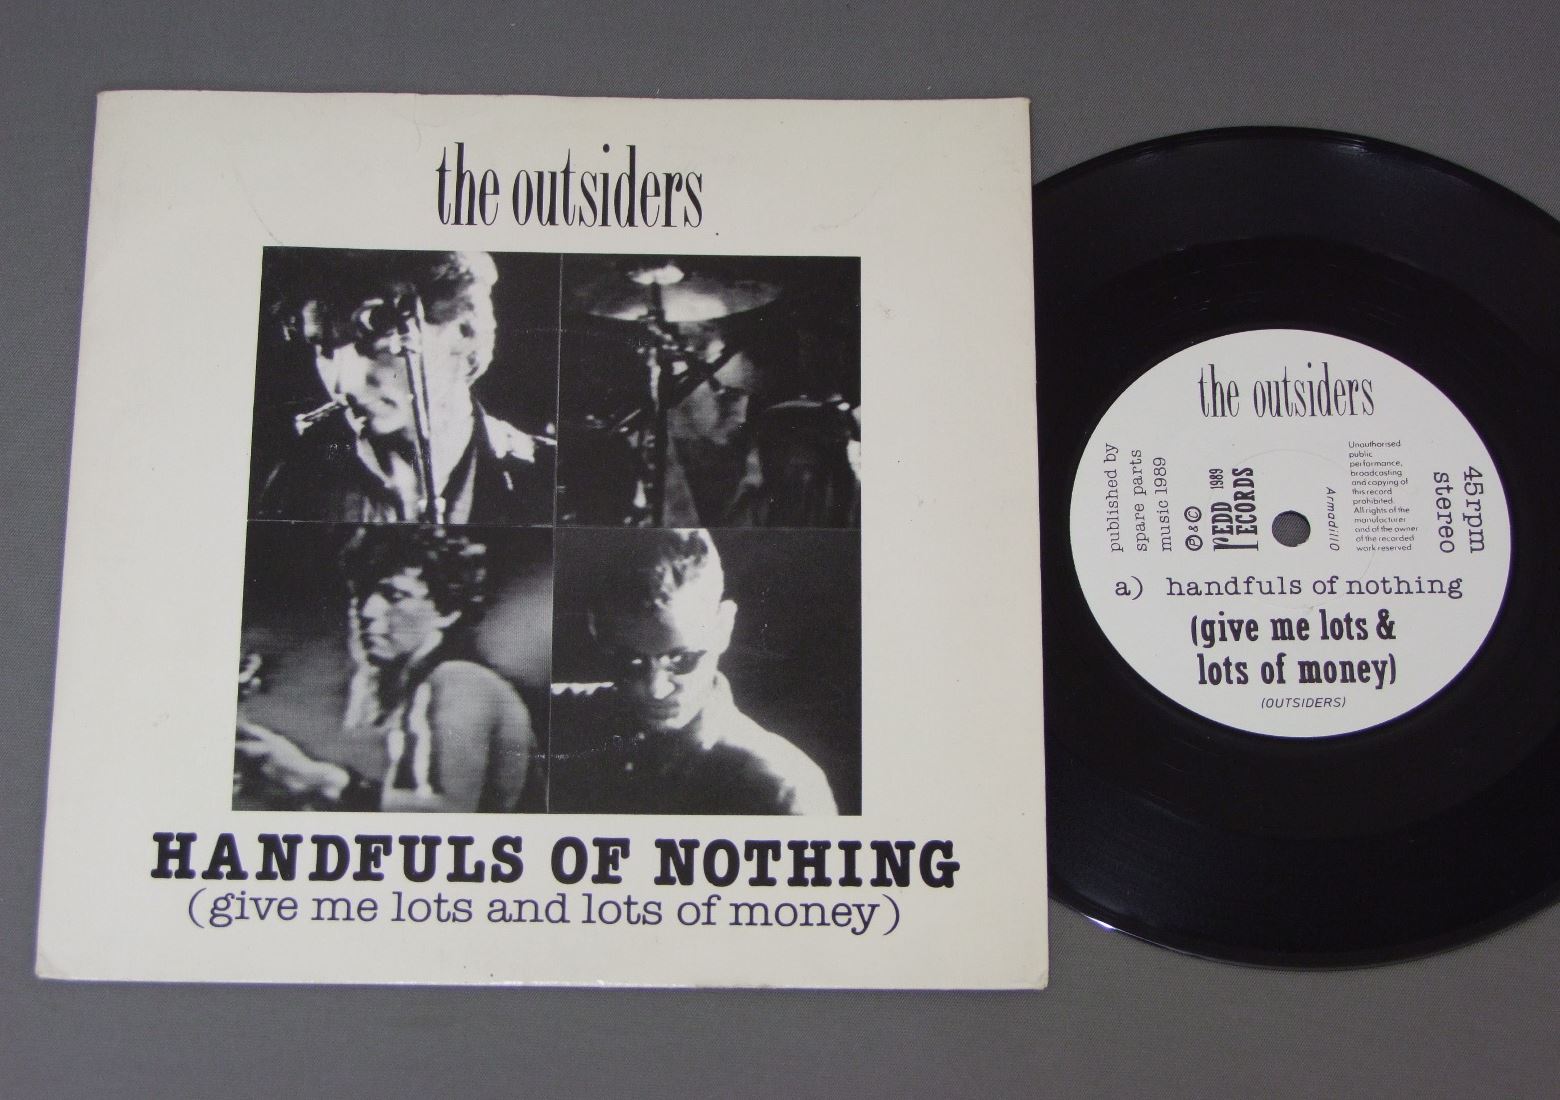 the outsiders
HANDFULS OF NOTHING
(give me lots and lots of money)
the outsiders
published by
spare parts
music 1989
℗ & ©
rEDD 1989
ECORDS
Armadillo
Unauthorised
public
performance,
broadcasting
and copying of
this record
prohibited.
All rights of the
manufacturer
and of the owner
of the recorded
work reserved
45rpm
stereo
a) handfuls of nothing
(give me lots &
lots of money)
(OUTSIDERS)